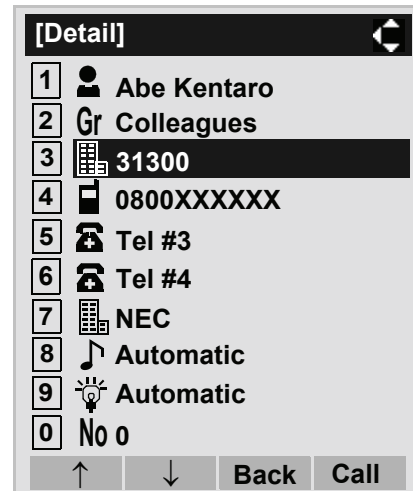 [Detail]
1 Abe Kentaro
2 Gr Colleagues
3 31300
4 0800XXXXXX
5 Tel #3
6 Tel #4
7 NEC
8 Automatic
9 Automatic
0 No 0
↑ ↓ Back Call